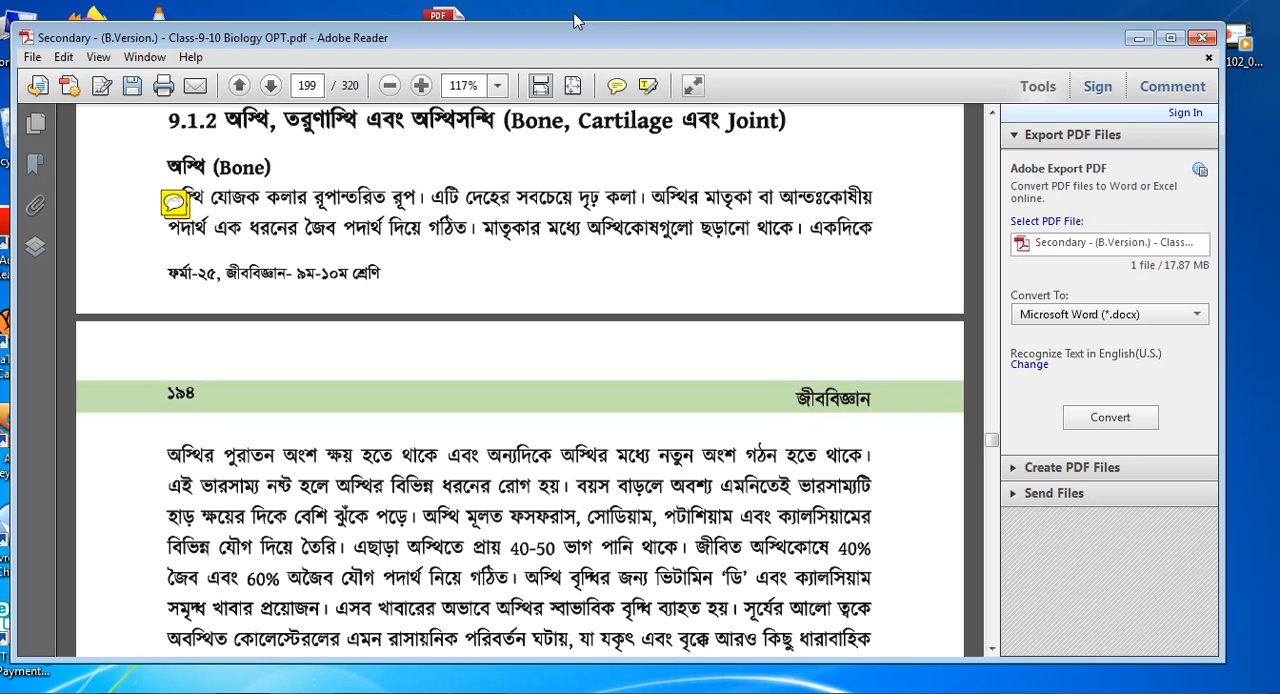 PDF
Secondary - (B.Version.) - Class-9-10 Biology OPT.pdf - Adobe Reader
File Edit View Window Help
199 / 320 117% Tools Sign Comment
Sign In
9.1.2 অস্থি, তরুণাস্থি এবং অস্থিসন্ধি (Bone, Cartilage এবং Joint)
অস্থি (Bone)
যোজক কলার রূপান্তরিত রূপ। এটি দেহের সবচেয়ে দৃঢ় কলা। অস্থির মাতৃকা বা আন্তঃকোষীয়
পদার্থ এক ধরনের জৈব পদার্থ দিয়ে গঠিত। মাতৃকার মধ্যে অস্থিকোষগুলো ছড়ানো থাকে। একদিকে
ফর্মা-২৫, জীববিজ্ঞান- ৯ম-১০ম শ্রেণি
১৯৪ জীববিজ্ঞান
অস্থির পুরাতন অংশ ক্ষয় হতে থাকে এবং অন্যদিকে অস্থির মধ্যে নতুন অংশ গঠন হতে থাকে।
এই ভারসাম্য নষ্ট হলে অস্থির বিভিন্ন ধরনের রোগ হয়। বয়স বাড়লে অবশ্য এমনিতেই ভারসাম্যটি
হাড় ক্ষয়ের দিকে বেশি ঝুঁকে পড়ে। অস্থি মূলত ফসফরাস, সোডিয়াম, পটাশিয়াম এবং ক্যালসিয়ামের
বিভিন্ন যৌগ দিয়ে তৈরি। এছাড়া অস্থিতে প্রায় 40-50 ভাগ পানি থাকে। জীবিত অস্থিকোষে 40%
জৈব এবং 60% অজৈব যৌগ পদার্থ নিয়ে গঠিত। অস্থি বৃদ্ধির জন্য ভিটামিন ‘ডি’ এবং ক্যালসিয়াম
সমৃদ্ধ খাবার প্রয়োজন। এসব খাবারের অভাবে অস্থির স্বাভাবিক বৃদ্ধি ব্যাহত হয়। সূর্যের আলো ত্বকে
অবস্থিত কোলেস্টেরলের এমন রাসায়নিক পরিবর্তন ঘটায়, যা যকৃৎ এবং বৃক্কে আরও কিছু ধারাবাহিক
Export PDF Files
Adobe Export PDF
Convert PDF files to Word or Excel
online.
Select PDF File:
Secondary - (B.Version.) - Class...
1 file / 17.87 MB
Convert To:
Microsoft Word (*.docx)
Recognize Text in English(U.S.)
Change
Convert
Create PDF Files
Send Files
102_0...
Payment...